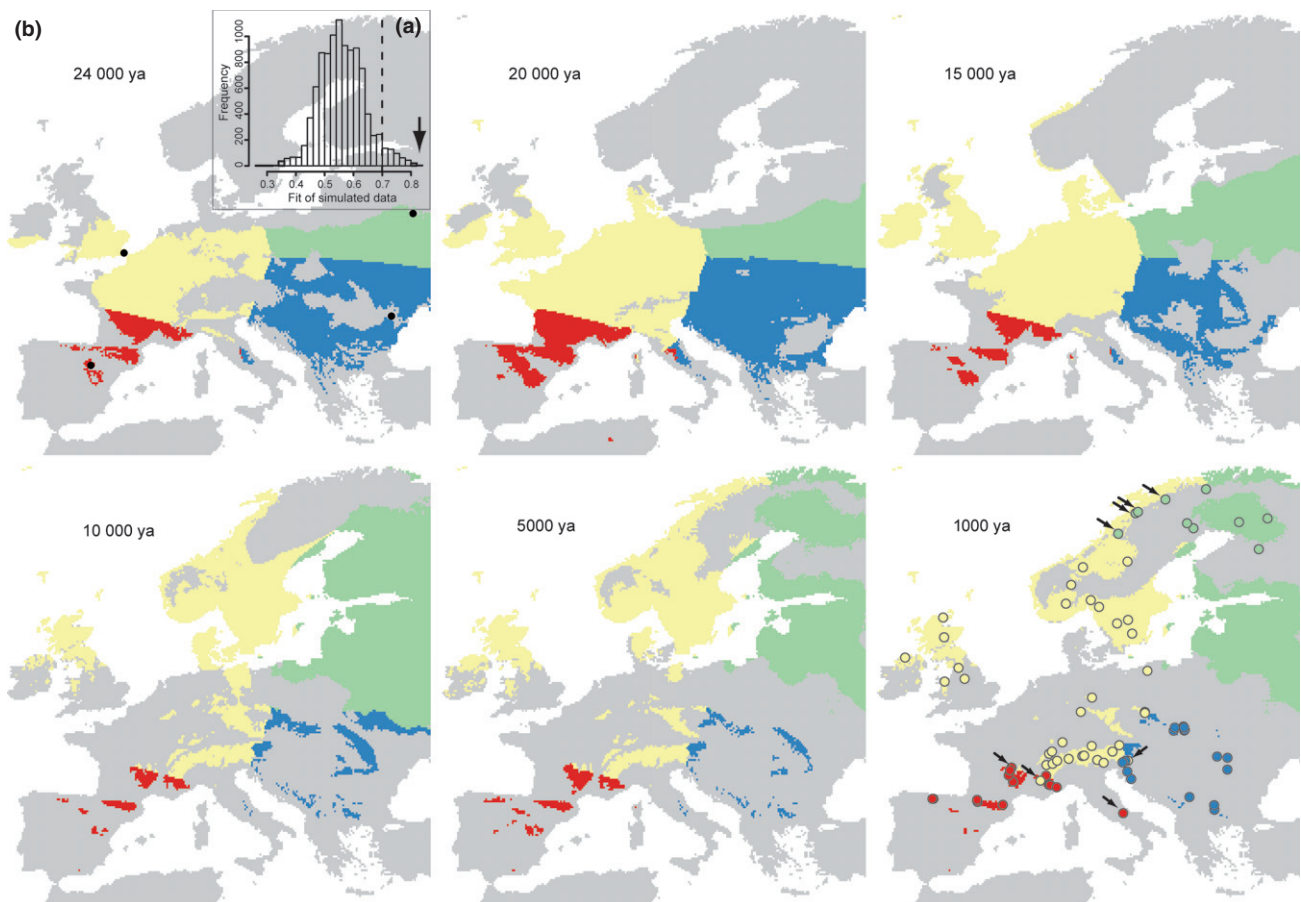 (b)
(a)
24 000 ya
Frequency
0 200 400 600 800 1000
0.3 0.4 0.5 0.6 0.7 0.8
Fit of simulated data
20 000 ya
15 000 ya
10 000 ya
5000 ya
1000 ya